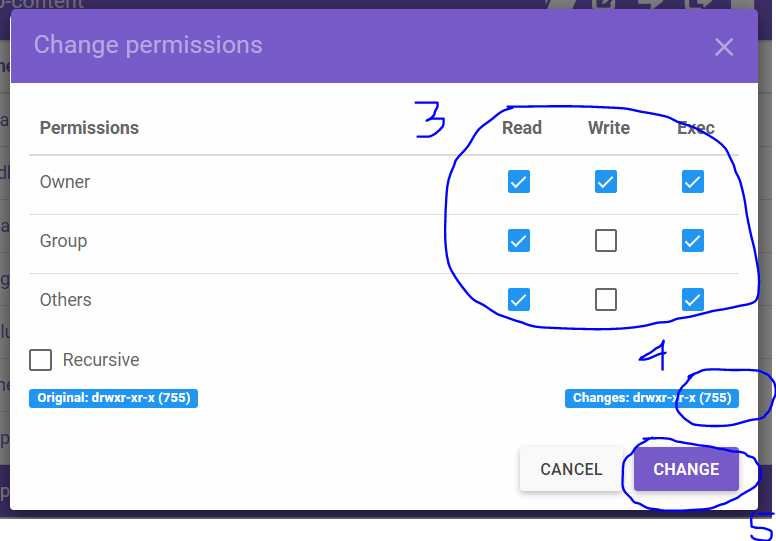 -content
Change permissions
3
Permissions Read Write Exec
Owner
Group
Others
4
Recursive
Original: drwxr-xr-x (755) Changes: drwxr-xr-x (755)
CANCEL CHANGE
5